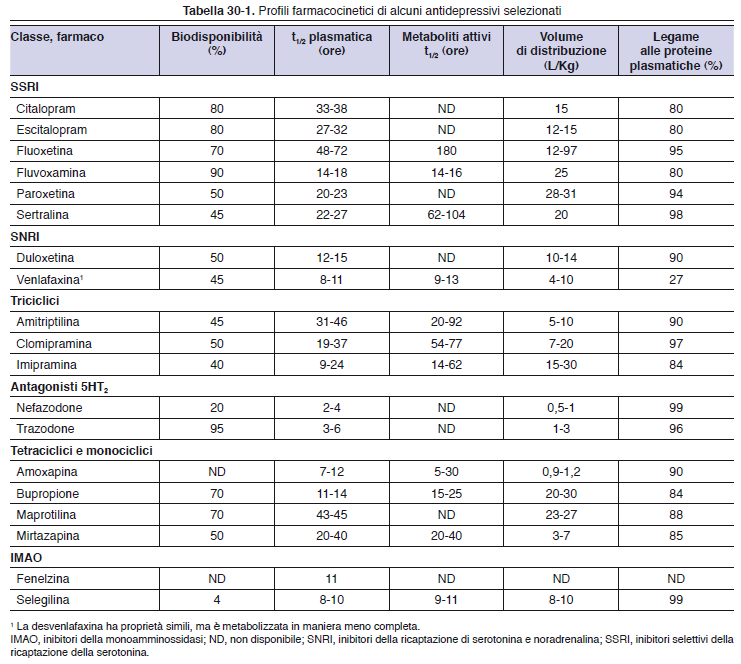 Tabella 30-1. Profili farmacocinetici di alcuni antidepressivi selezionati
Classe, farmaco Biodisponibilità (%) t1/2 plasmatica (ore) Metaboliti attivi t1/2 (ore) Volume di distribuzione (L/Kg) Legame alle proteine plasmatiche (%)
SSRI
Citalopram 80 33-38 ND 15 80
Escitalopram 80 27-32 ND 12-15 80
Fluoxetina 70 48-72 180 12-97 95
Fluvoxamina 90 14-18 14-16 25 80
Paroxetina 50 20-23 ND 28-31 94
Sertralina 45 22-27 62-104 20 98
SNRI
Duloxetina 50 12-15 ND 10-14 90
Venlafaxina¹ 45 8-11 9-13 4-10 27
Triciclici
Amitriptilina 45 31-46 20-92 5-10 90
Clomipramina 50 19-37 54-77 7-20 97
Imipramina 40 9-24 14-62 15-30 84
Antagonisti 5HT2
Nefazodone 20 2-4 ND 0,5-1 99
Trazodone 95 3-6 ND 1-3 96
Tetraciclici e monociclici
Amoxapina ND 7-12 5-30 0,9-1,2 90
Bupropione 70 11-14 15-25 20-30 84
Maprotilina 70 43-45 ND 23-27 88
Mirtazapina 50 20-40 20-40 3-7 85
IMAO
Fenelzina ND 11 ND ND ND
Selegilina 4 8-10 9-11 8-10 99
¹ La desvenlafaxina ha proprietà simili, ma è metabolizzata in maniera meno completa.
IMAO, inibitori della monoamminossidasi; ND, non disponibile; SNRI, inibitori della ricaptazione di serotonina e noradrenalina; SSRI, inibitori selettivi della
ricaptazione della serotonina.